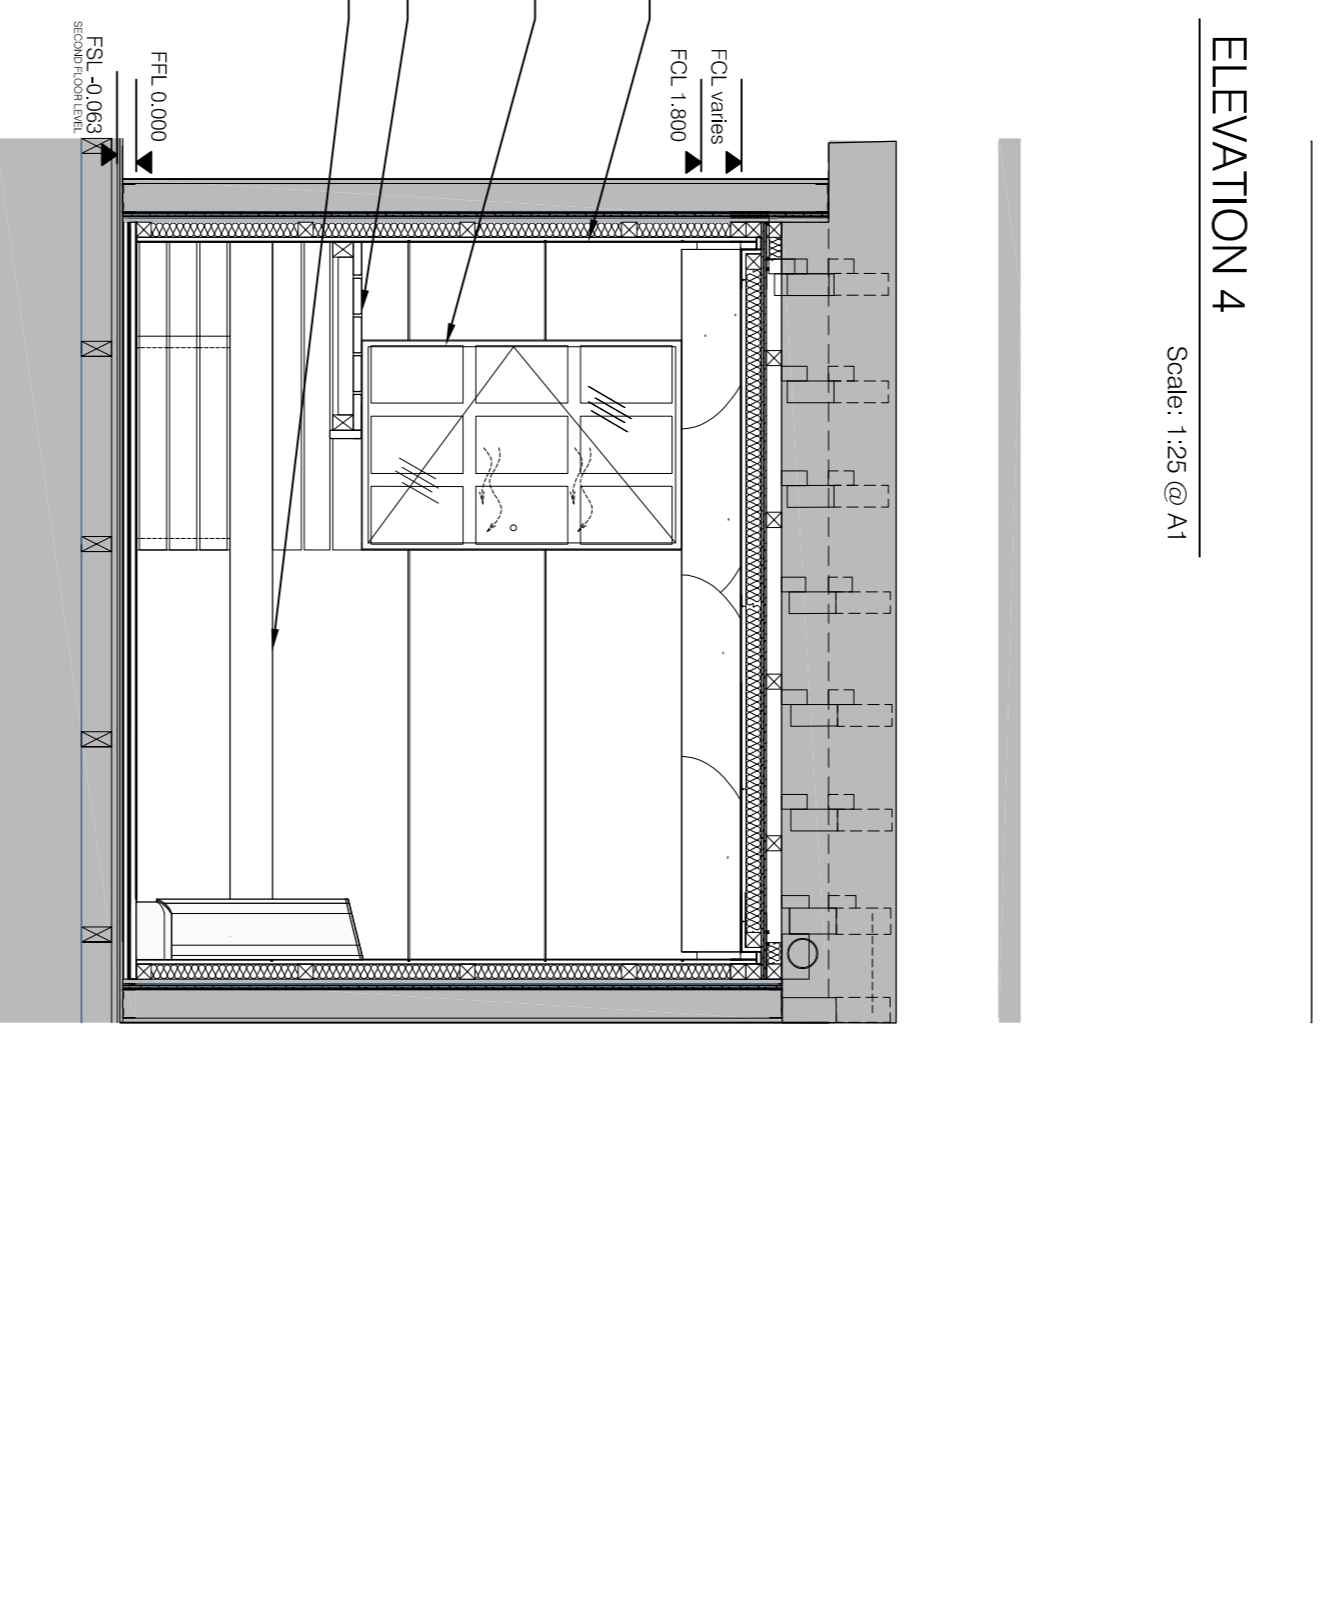 ELEVATION 4
Scale: 1:25 @ A1
FCL varies
FCL 1.800
FFL 0.000
FSL -0.063
SECOND FLOOR LEVEL